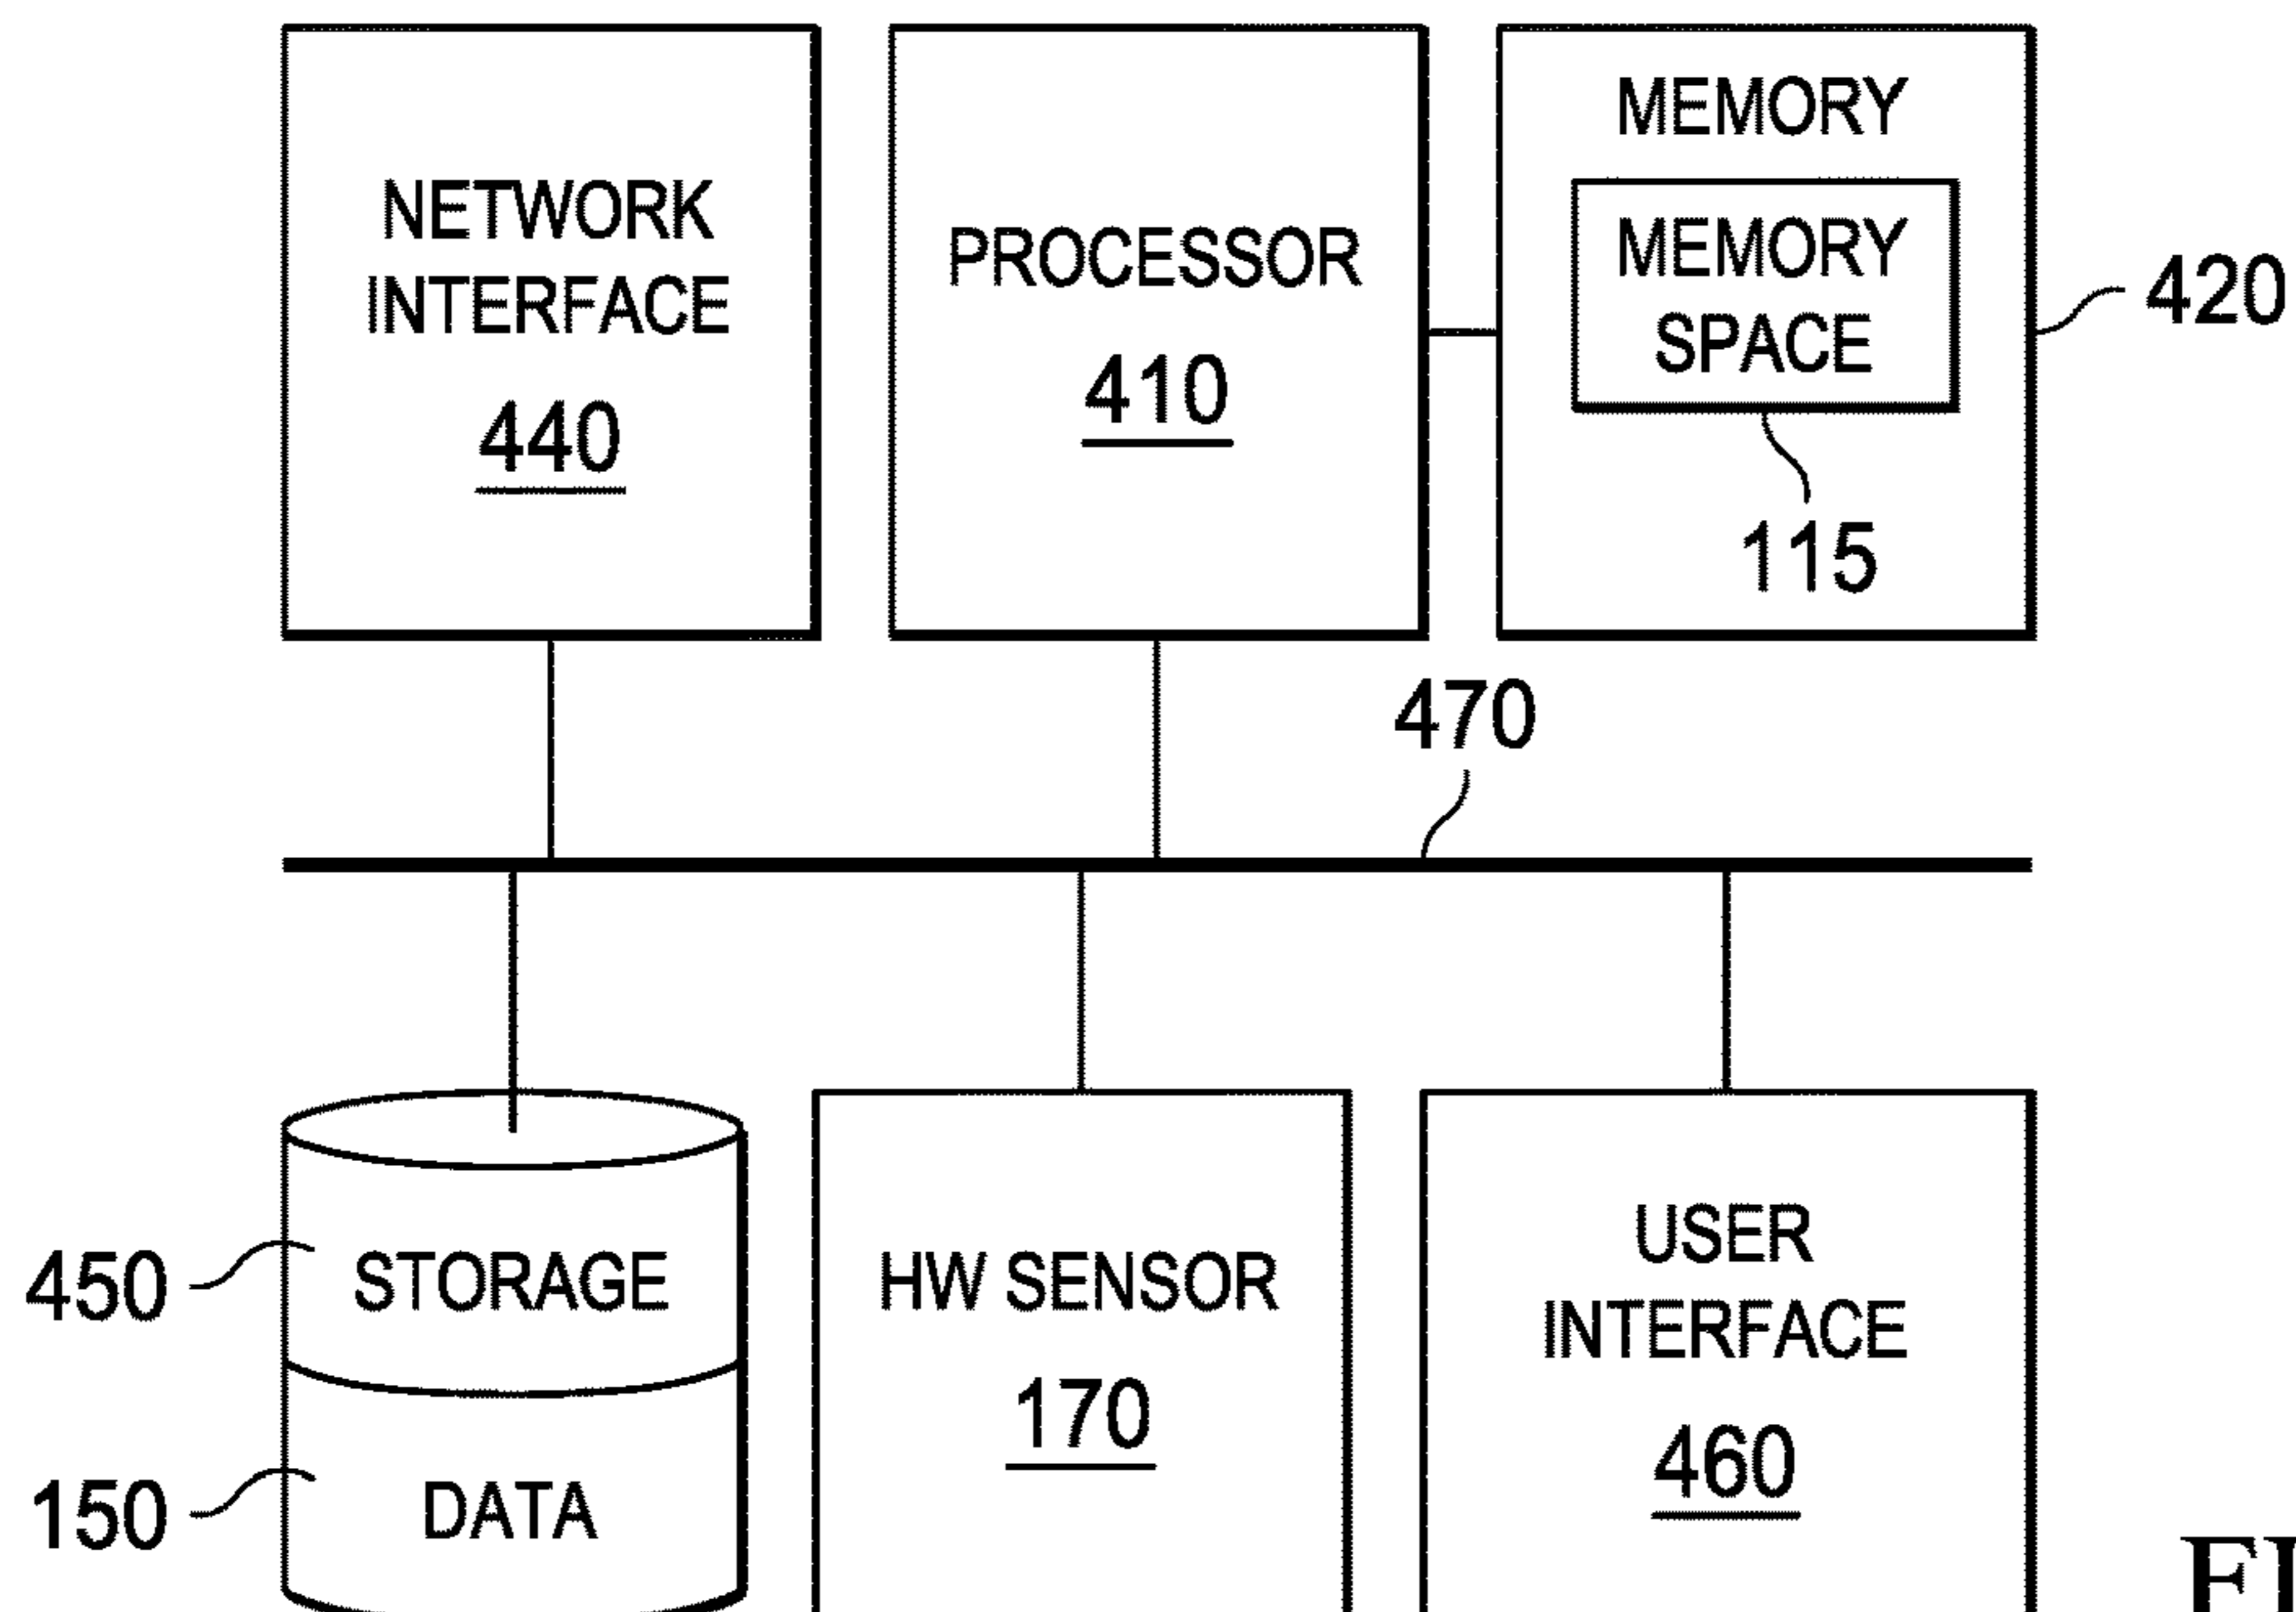 NETWORK
INTERFACE
440
PROCESSOR
410
MEMORY
MEMORY
SPACE
115
420
470
450
STORAGE
150
DATA
HW SENSOR
170
USER
INTERFACE
460